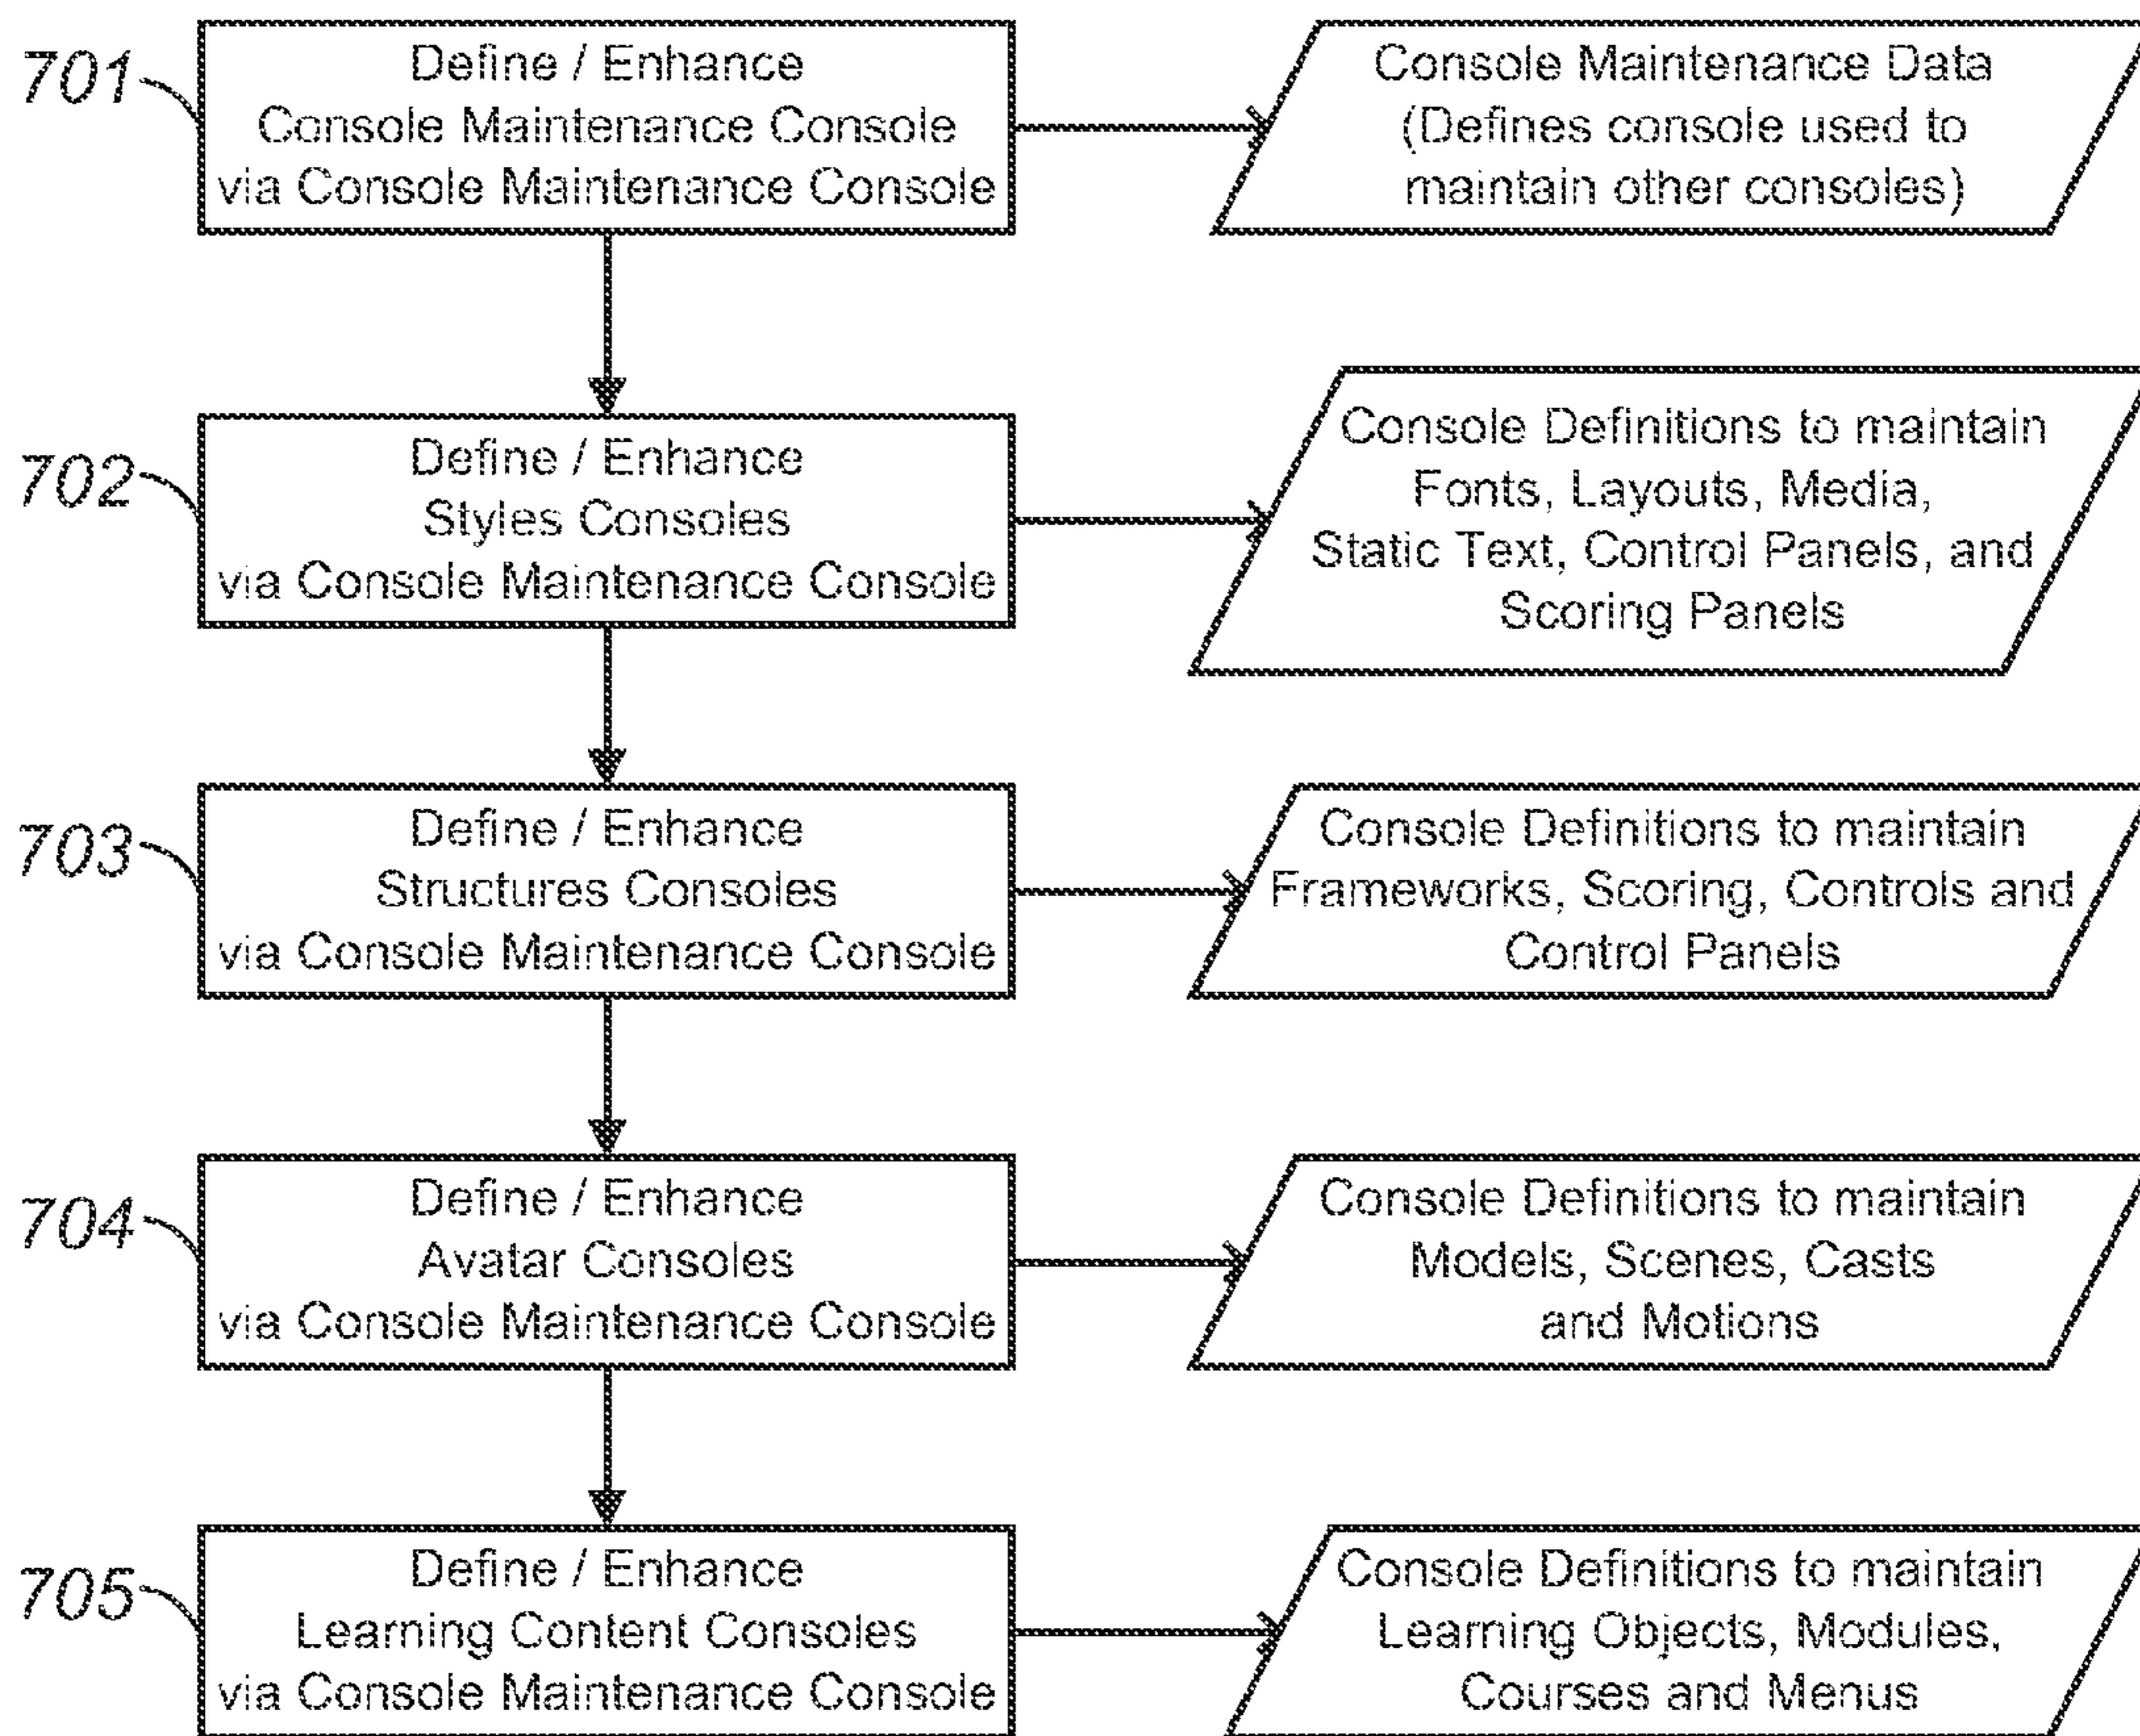 701
Define / Enhance
Console Maintenance Console
via Console Maintenance Console
Console Maintenance Data
(Defines console used to
maintain other consoles)
702
Define / Enhance
Styles Consoles
via Console Maintenance Console
Console Definitions to maintain
Fonts, Layouts, Media,
Static Text, Control Panels, and
Scoring Panels
703
Define / Enhance
Structures Consoles
via Console Maintenance Console
Console Definitions to maintain
Frameworks, Scoring, Controls and
Control Panels
704
Define / Enhance
Avatar Consoles
via Console Maintenance Console
Console Definitions to maintain
Models, Scenes, Casts
and Motions
705
Define / Enhance
Learning Content Consoles
via Console Maintenance Console
Console Definitions to maintain
Learning Objects, Modules,
Courses and Menus